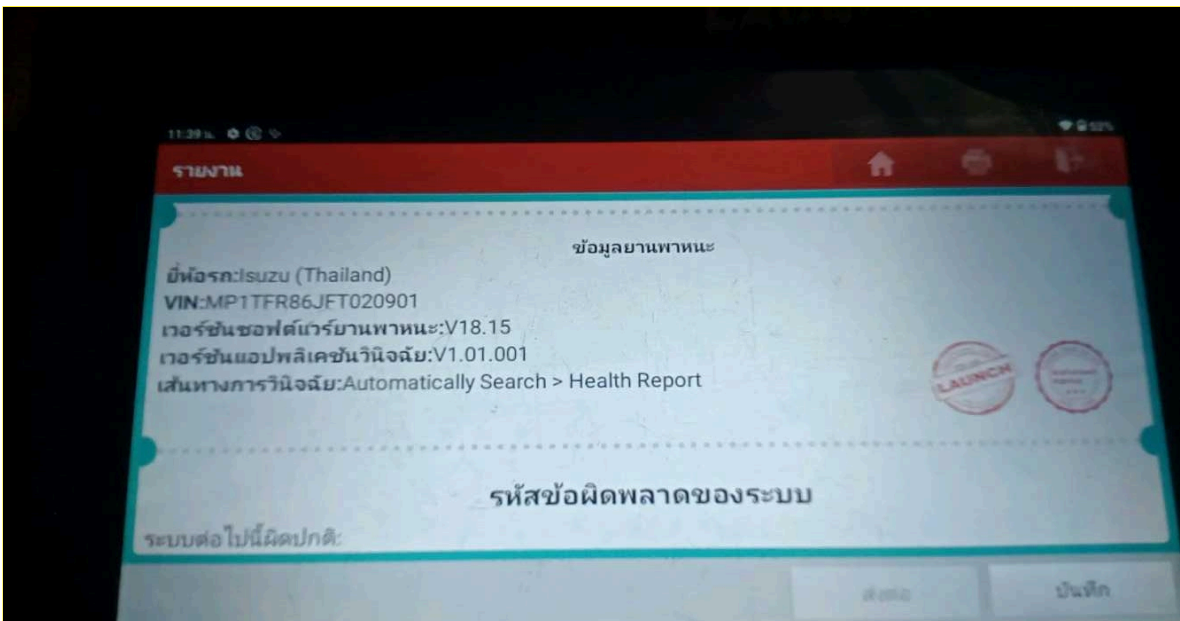 11:39 น.
รายงาน
ข้อมูลยานพาหนะ
ยี่ห้อรถ:Isuzu (Thailand)
VIN:MP1TFR86JFT020901
เวอร์ชันซอฟต์แวร์ยานพาหนะ:V18.15
เวอร์ชันแอปพลิเคชันวินิจฉัย:V1.01.001
เส้นทางการวินิจฉัย:Automatically Search > Health Report
LAUNCH
รหัสข้อผิดพลาดของระบบ
ระบบต่อไปนี้ผิดปกติ:
บันทึก